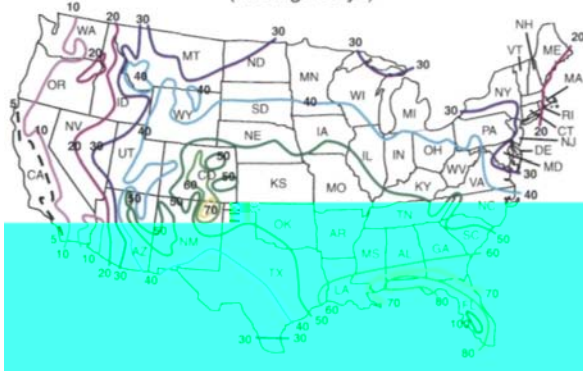 10 20 30 30 NH 20
WA MT ND 30 VT ME
20 MN MA
OR 40 40 ID 30 WI NY
WY SD 40 MI 30 RI
5 NE IA PA 20 CT
10 NV 20 30 UT 40 50 IL IN OH DE NJ
CA CO 50 MD
60 50 KS MO WV VA 30
50 KY 40
70 TN NC
5 AZ 50 NM OK AR SC 50
10 10 40 MS AL GA 60
20 30 TX LA 70
70 80
50 60 100
30 30 40
80